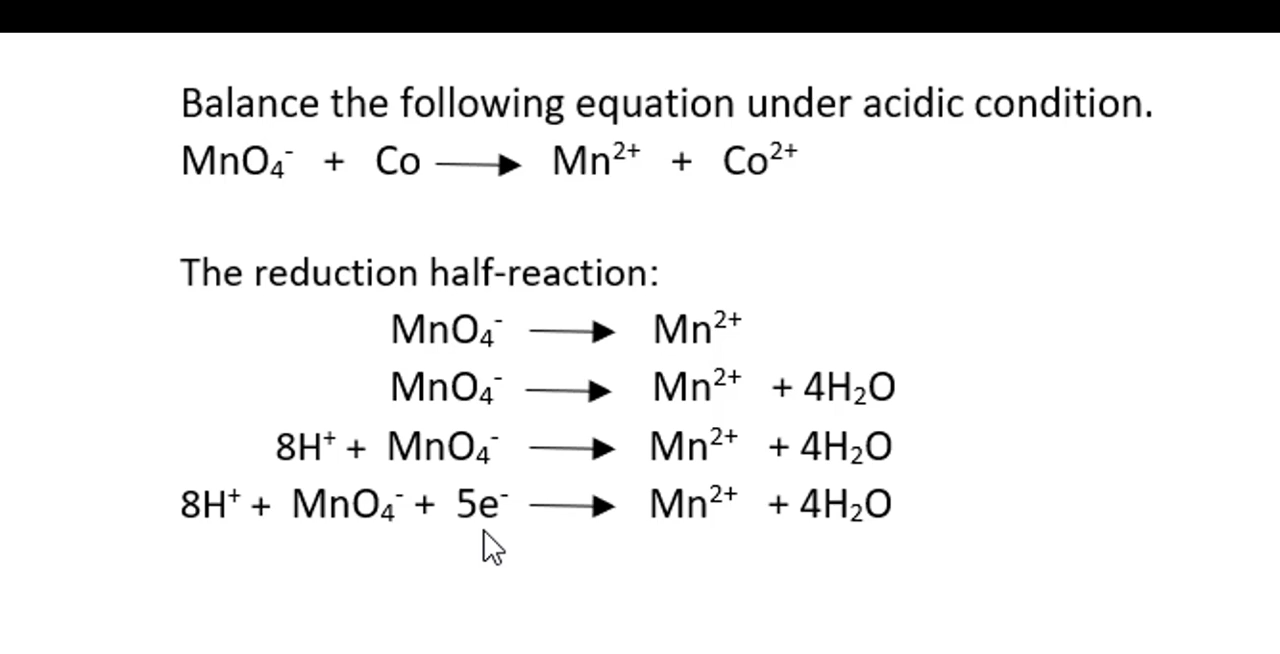 Balance the following equation under acidic condition.
MnO₄⁻ + Co ⟶ Mn²⁺ + Co²⁺
The reduction half-reaction:
MnO₄⁻ ⟶ Mn²⁺
MnO₄⁻ ⟶ Mn²⁺ + 4H₂O
8H⁺ + MnO₄⁻ ⟶ Mn²⁺ + 4H₂O
8H⁺ + MnO₄⁻ + 5e⁻ ⟶ Mn²⁺ + 4H₂O